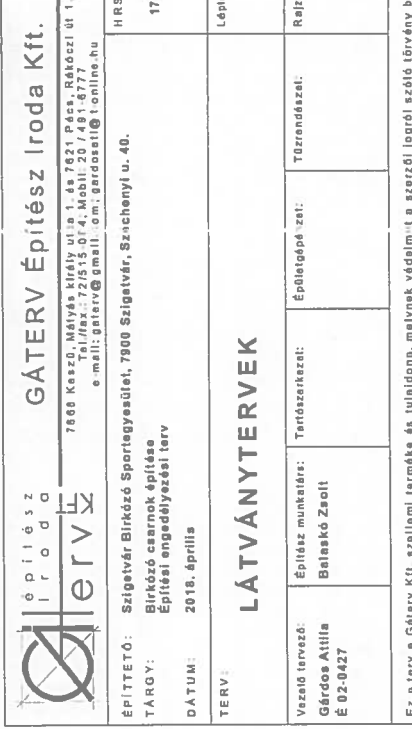 építész
iroda
GÁTERV Építész Iroda Kft.
7668 Keszü, Mátyás király utca 1. és 7621 Pécs, Rákóczi út 1.
Tel./fax.: 72/515-014, Mobil: 20 / 491-6777
e-mail: gaterv@gmail.com; gardosati@t-online.hu
ÉPÍTTETŐ: Szigetvár Birkózó Sportegyesület, 7900 Szigetvár, Széchenyi u. 40.
HRS
17
TÁRGY: Birkózó csarnok építése
Építési engedélyezési terv
DÁTUM: 2018. április
TERV:
LÁTVÁNYTERVEK
Lépt
Vezető tervező:
Gárdos Attila
É 02-0427
Építész munkatárs:
Balaskó Zsolt
Tartószerkezet:
Épületgépészet:
Tűzrendészet:
Rajz
Ez a terv a Gáterv Kft. szellemi terméke és tulajdona, melynek védelmét a szerzői jogról szóló törvény b